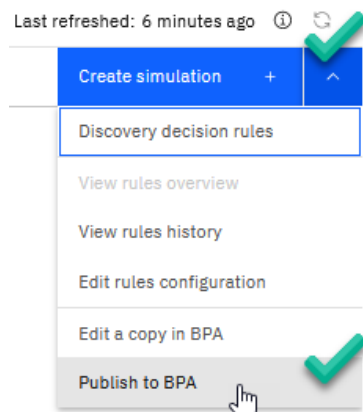 Last refreshed: 6 minutes ago
Create simulation +
Discovery decision rules
View rules overview
View rules history
Edit rules configuration
Edit a copy in BPA
Publish to BPA